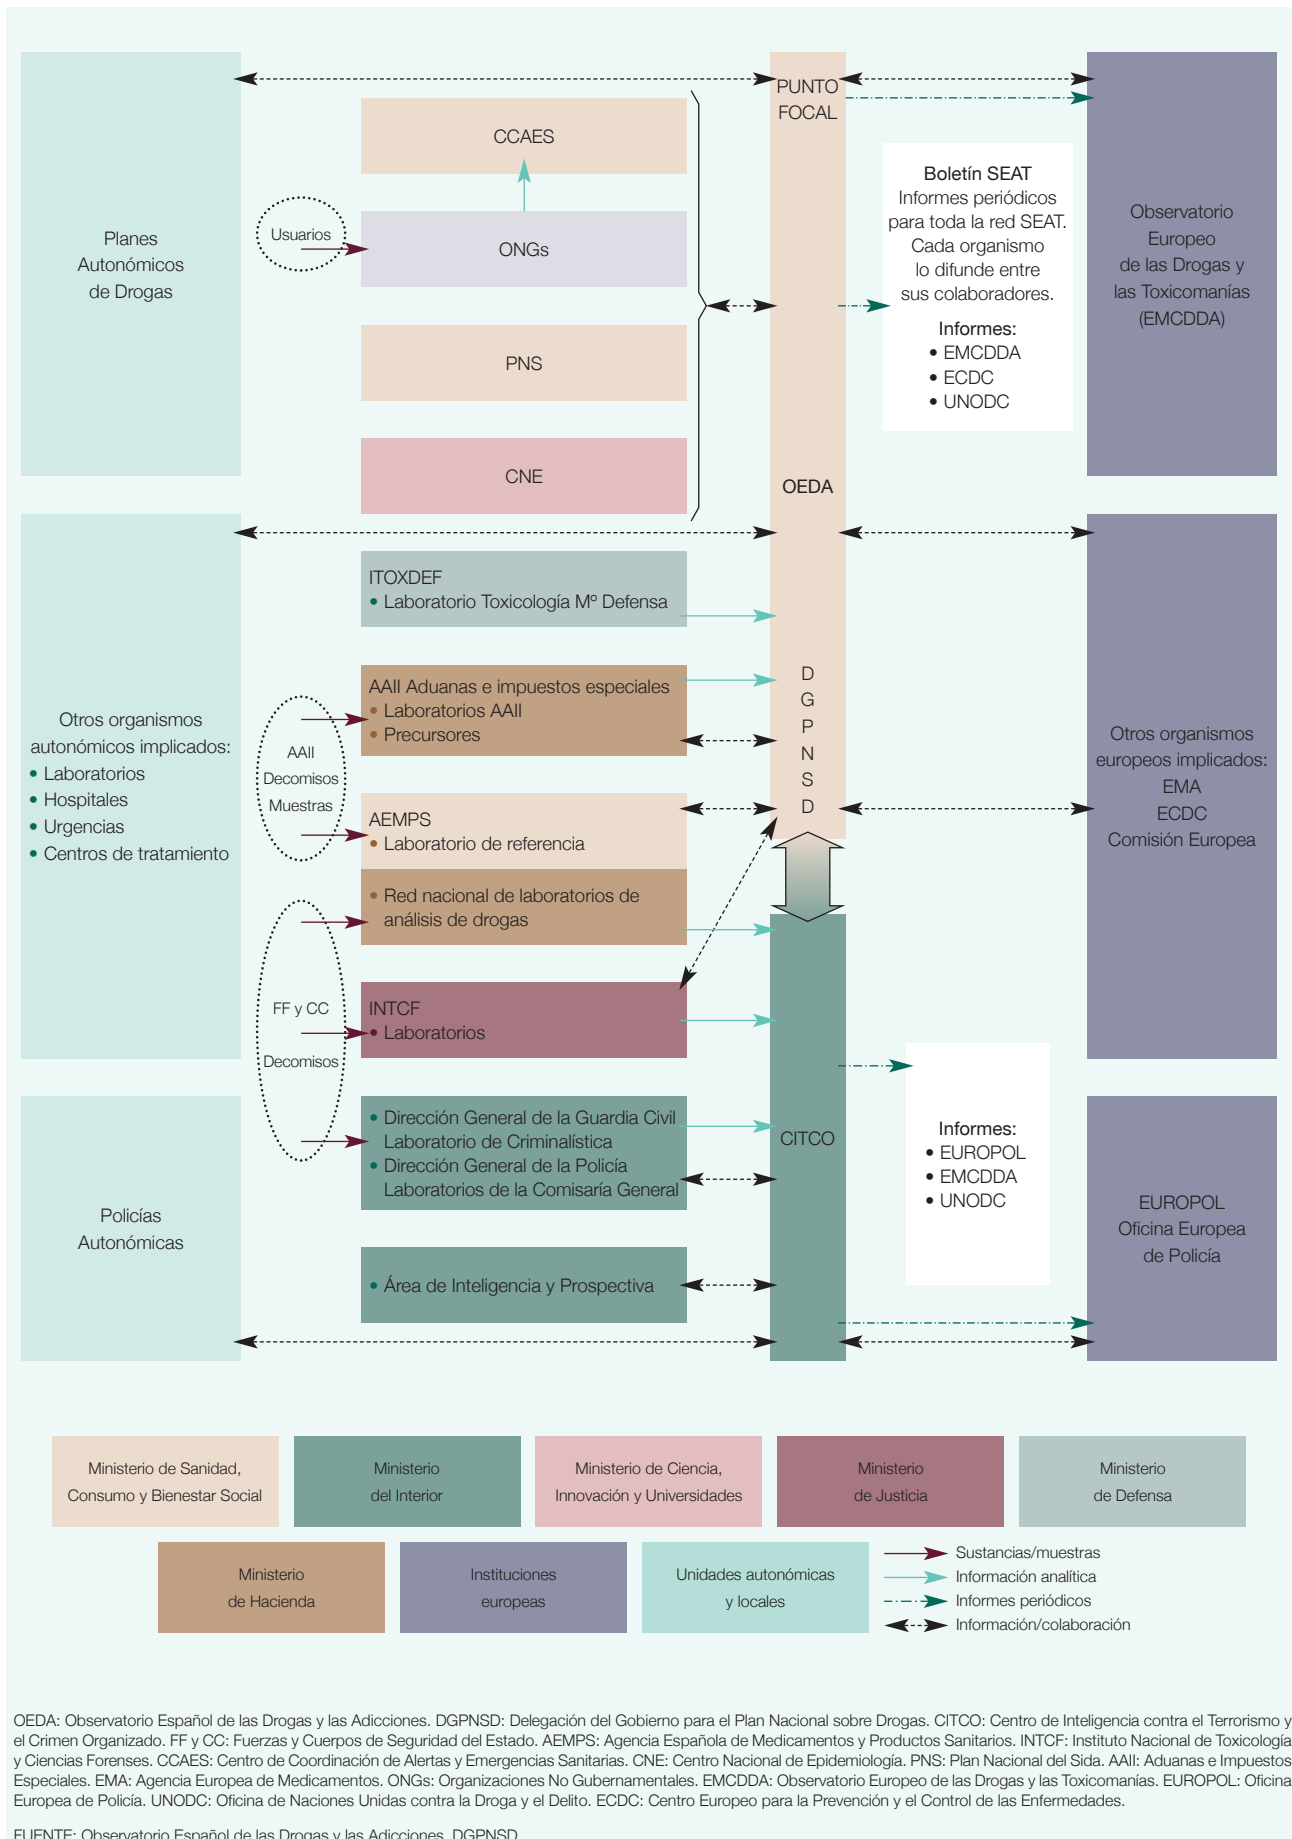 Planes
Autonómicos
de Drogas
CCAES
Usuarios
ONGs
PNS
CNE
PUNTO
FOCAL
OEDA
D
G
P
N
S
D
Boletín SEAT
Informes periódicos
para toda la red SEAT.
Cada organismo
lo difunde entre
sus colaboradores.
Informes:
• EMCDDA
• ECDC
• UNODC
Observatorio
Europeo
de las Drogas y
las Toxicomanías
(EMCDDA)
Otros organismos
autonómicos implicados:
• Laboratorios
• Hospitales
• Urgencias
• Centros de tratamiento
ITOXDEF
• Laboratorio Toxicología Mº Defensa
AAII Aduanas e impuestos especiales
• Laboratorios AAII
• Precursores
AAII
Decomisos
Muestras
AEMPS
• Laboratorio de referencia
• Red nacional de laboratorios de
análisis de drogas
FF y CC
Decomisos
INTCF
• Laboratorios
Otros organismos
europeos implicados:
EMA
ECDC
Comisión Europea
Policías
Autonómicas
• Dirección General de la Guardia Civil
Laboratorio de Criminalística
• Dirección General de la Policía
Laboratorios de la Comisaría General
• Área de Inteligencia y Prospectiva
CITCO
Informes:
• EUROPOL
• EMCDDA
• UNODC
EUROPOL
Oficina Europea
de Policía
Ministerio de Sanidad,
Consumo y Bienestar Social
Ministerio
del Interior
Ministerio de Ciencia,
Innovación y Universidades
Ministerio
de Justicia
Ministerio
de Defensa
Ministerio
de Hacienda
Instituciones
europeas
Unidades autonómicas
y locales
Sustancias/muestras
Información analítica
Informes periódicos
Información/colaboración
OEDA: Observatorio Español de las Drogas y las Adicciones. DGPNSD: Delegación del Gobierno para el Plan Nacional sobre Drogas. CITCO: Centro de Inteligencia contra el Terrorismo y
el Crimen Organizado. FF y CC: Fuerzas y Cuerpos de Seguridad del Estado. AEMPS: Agencia Española de Medicamentos y Productos Sanitarios. INTCF: Instituto Nacional de Toxicología
y Ciencias Forenses. CCAES: Centro de Coordinación de Alertas y Emergencias Sanitarias. CNE: Centro Nacional de Epidemiología. PNS: Plan Nacional del Sida. AAII: Aduanas e Impuestos
Especiales. EMA: Agencia Europea de Medicamentos. ONGs: Organizaciones No Gubernamentales. EMCDDA: Observatorio Europeo de las Drogas y las Toxicomanías. EUROPOL: Oficina
Europea de Policía. UNODC: Oficina de Naciones Unidas contra la Droga y el Delito. ECDC: Centro Europeo para la Prevención y el Control de las Enfermedades.
FUENTE: Observatorio Español de las Drogas y las Adicciones. DGPNSD